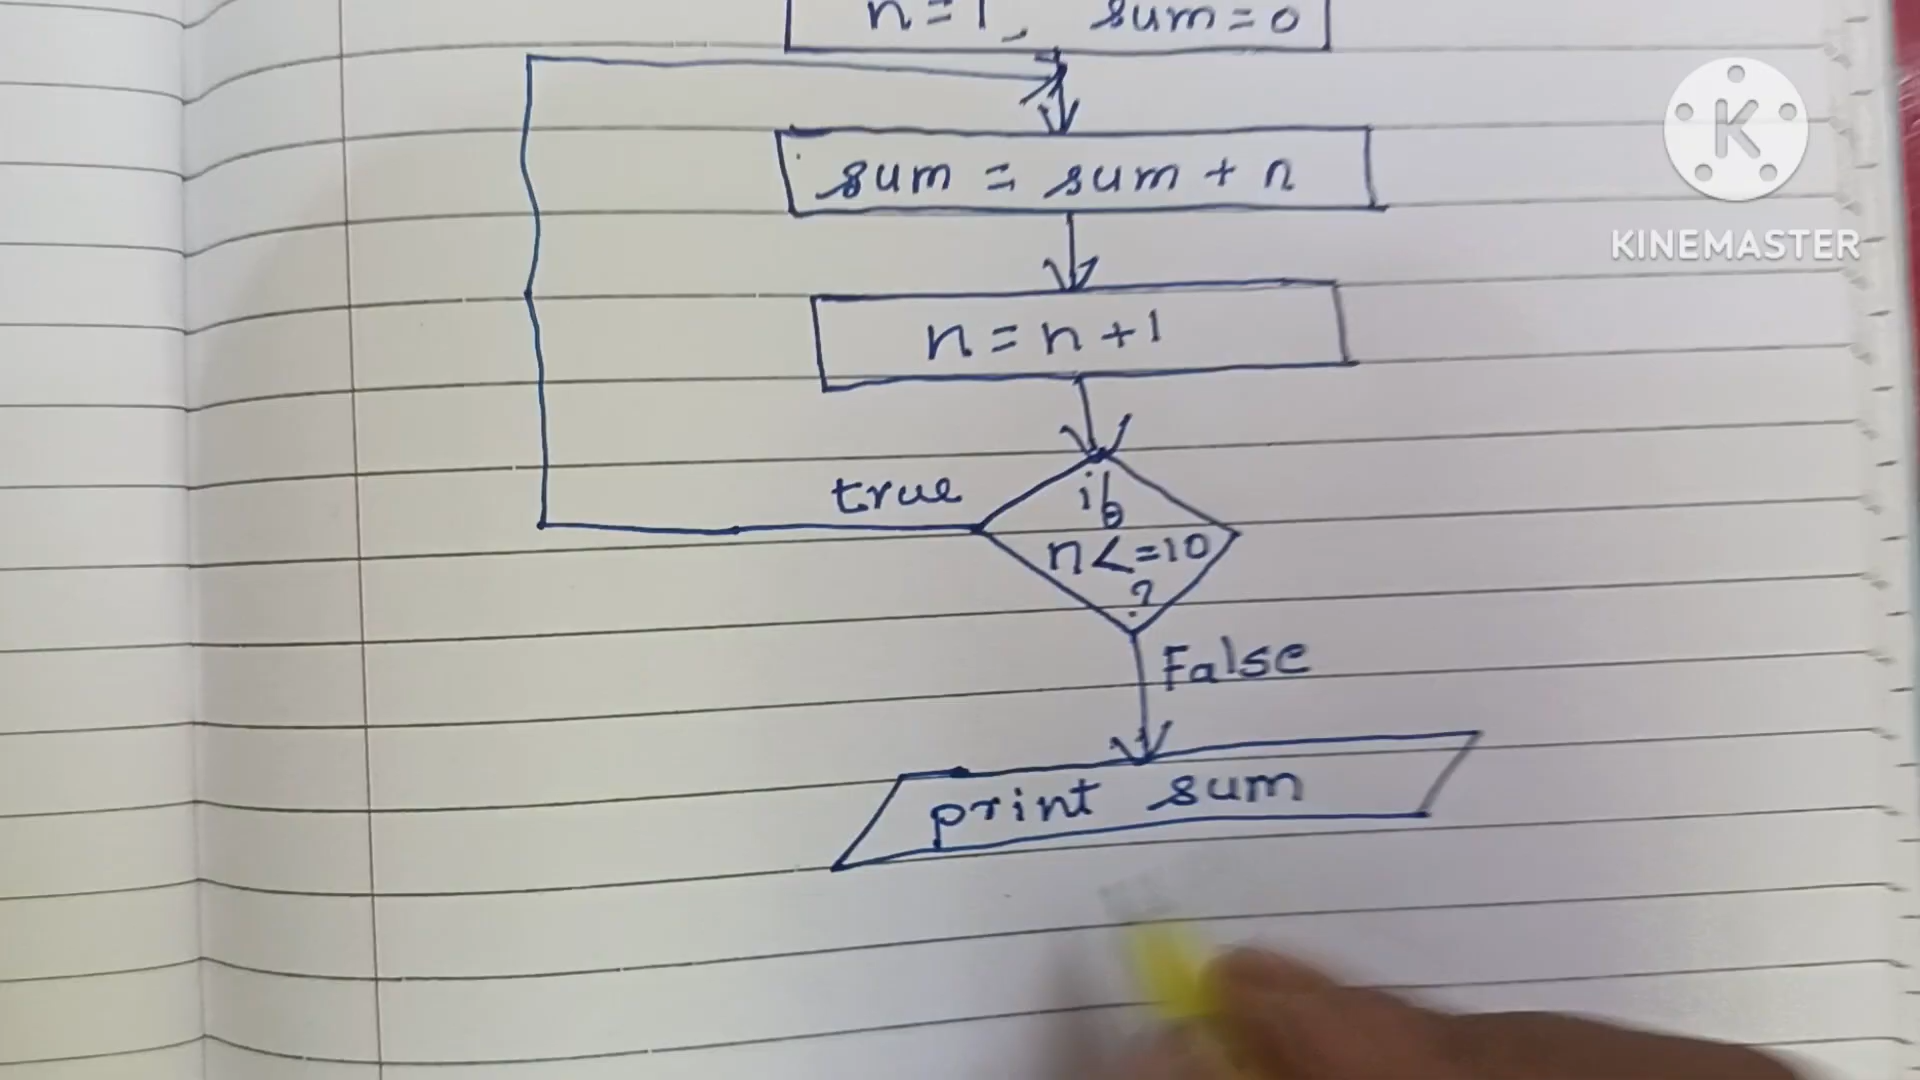 n=1, sum=0
sum = sum + n
n=n+1
true
if
n<=10
?
False
print sum
K
KINEMASTER